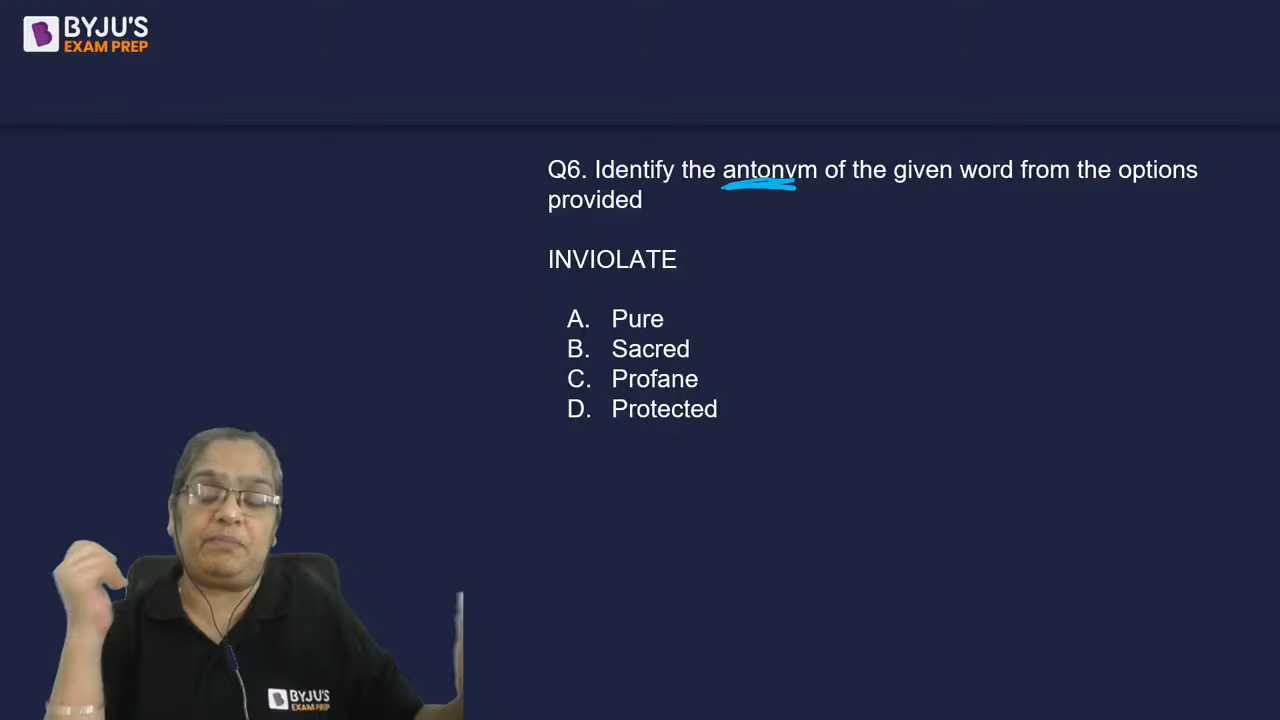 BYJU'S
EXAM PREP
Q6. Identify the antonym of the given word from the options
provided
INVIOLATE
A. Pure
B. Sacred
C. Profane
D. Protected
BYJU'S
EXAM PREP